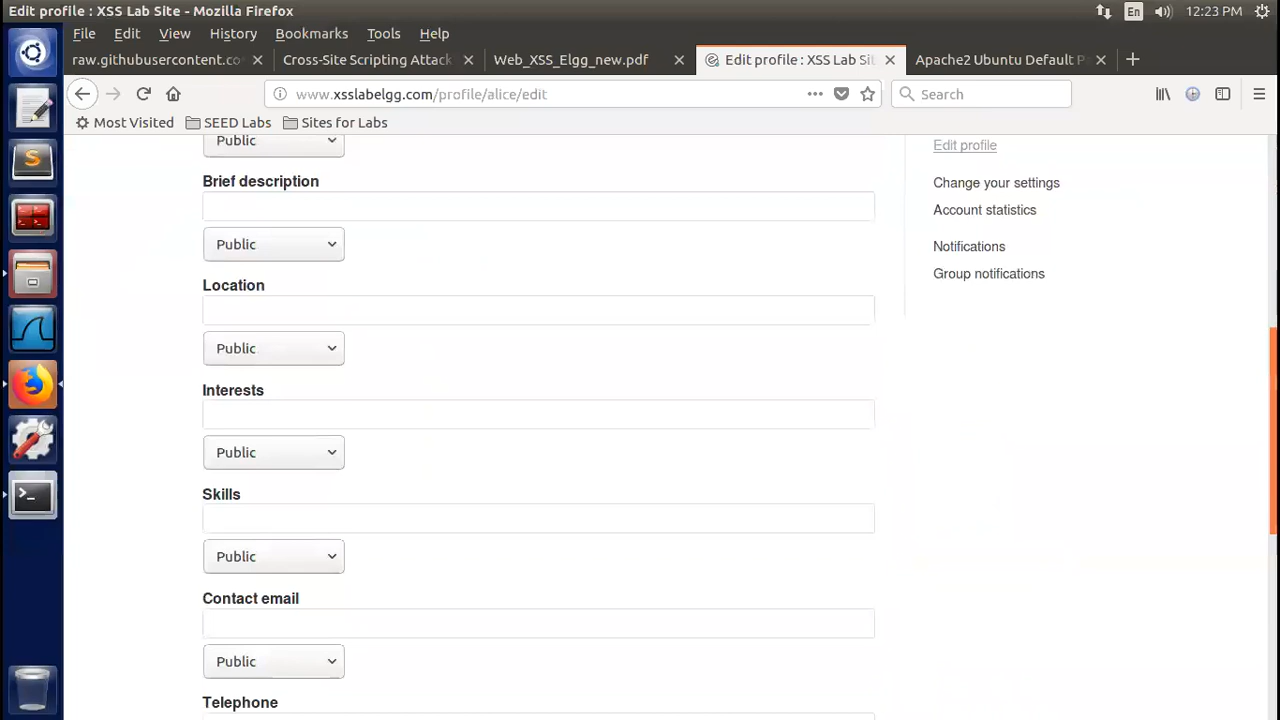 Edit profile : XSS Lab Site - Mozilla Firefox
En
12:23 PM
File Edit View History Bookmarks Tools Help
raw.githubusercontent.co
Cross-Site Scripting Attack
Web_XSS_Elgg_new.pdf
Edit profile : XSS Lab Sit
Apache2 Ubuntu Default P
www.xsslabelgg.com/profile/alice/edit
Search
Most Visited
SEED Labs
Sites for Labs
Public
Brief description
Public
Location
Public
Interests
Public
Skills
Public
Contact email
Public
Telephone
Edit profile
Change your settings
Account statistics
Notifications
Group notifications